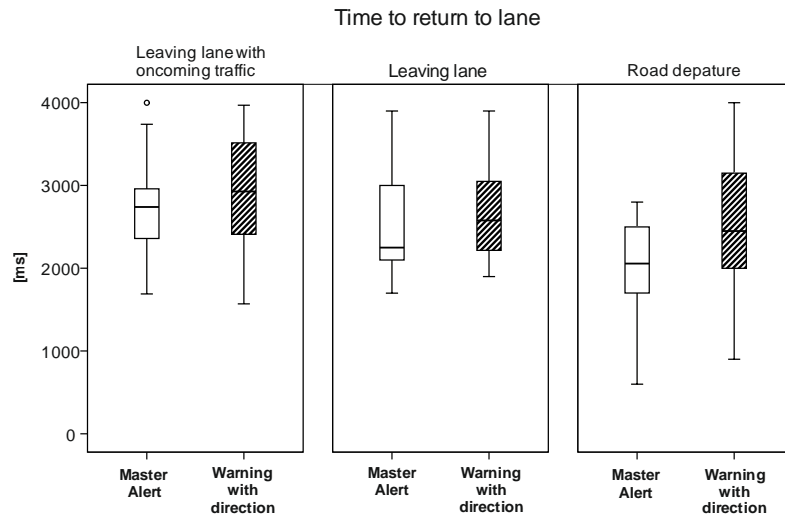 Time to return to lane
Leaving lane with
oncoming traffic
Leaving lane
Road depature
4000
3000
2000
1000
0
[ms]
Master
Alert
Warning
with
direction
Master
Alert
Warning
with
direction
Master
Alert
Warning
with
direction